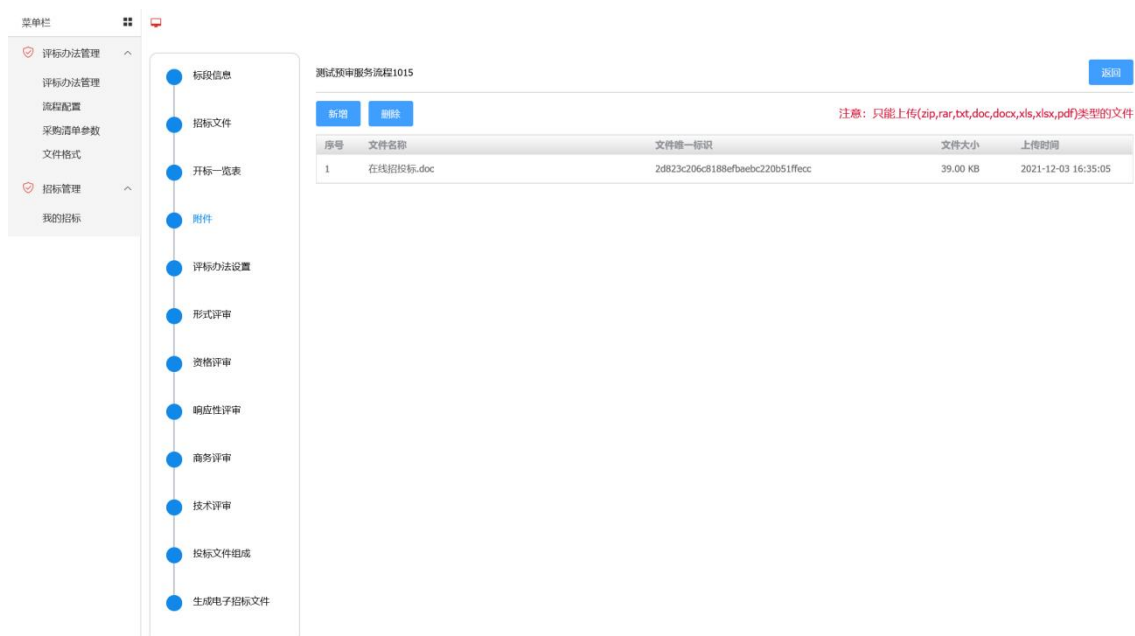 菜单栏
评标办法管理
评标办法管理
流程配置
采购清单参数
文件格式
招标管理
我的招标
标段信息
招标文件
开标一览表
附件
评标办法设置
形式评审
资格评审
响应性评审
商务评审
技术评审
投标文件组成
生成电子招标文件
测试预审服务流程1015
返回
新增 删除 注意：只能上传(zip,rar,txt,doc,docx,xls,xlsx,pdf)类型的文件
序号 文件名称 文件唯一标识 文件大小 上传时间
1 在线招投标.doc 2d823c206c8188efbaebc220b51ffecc 39.00 KB 2021-12-03 16:35:05